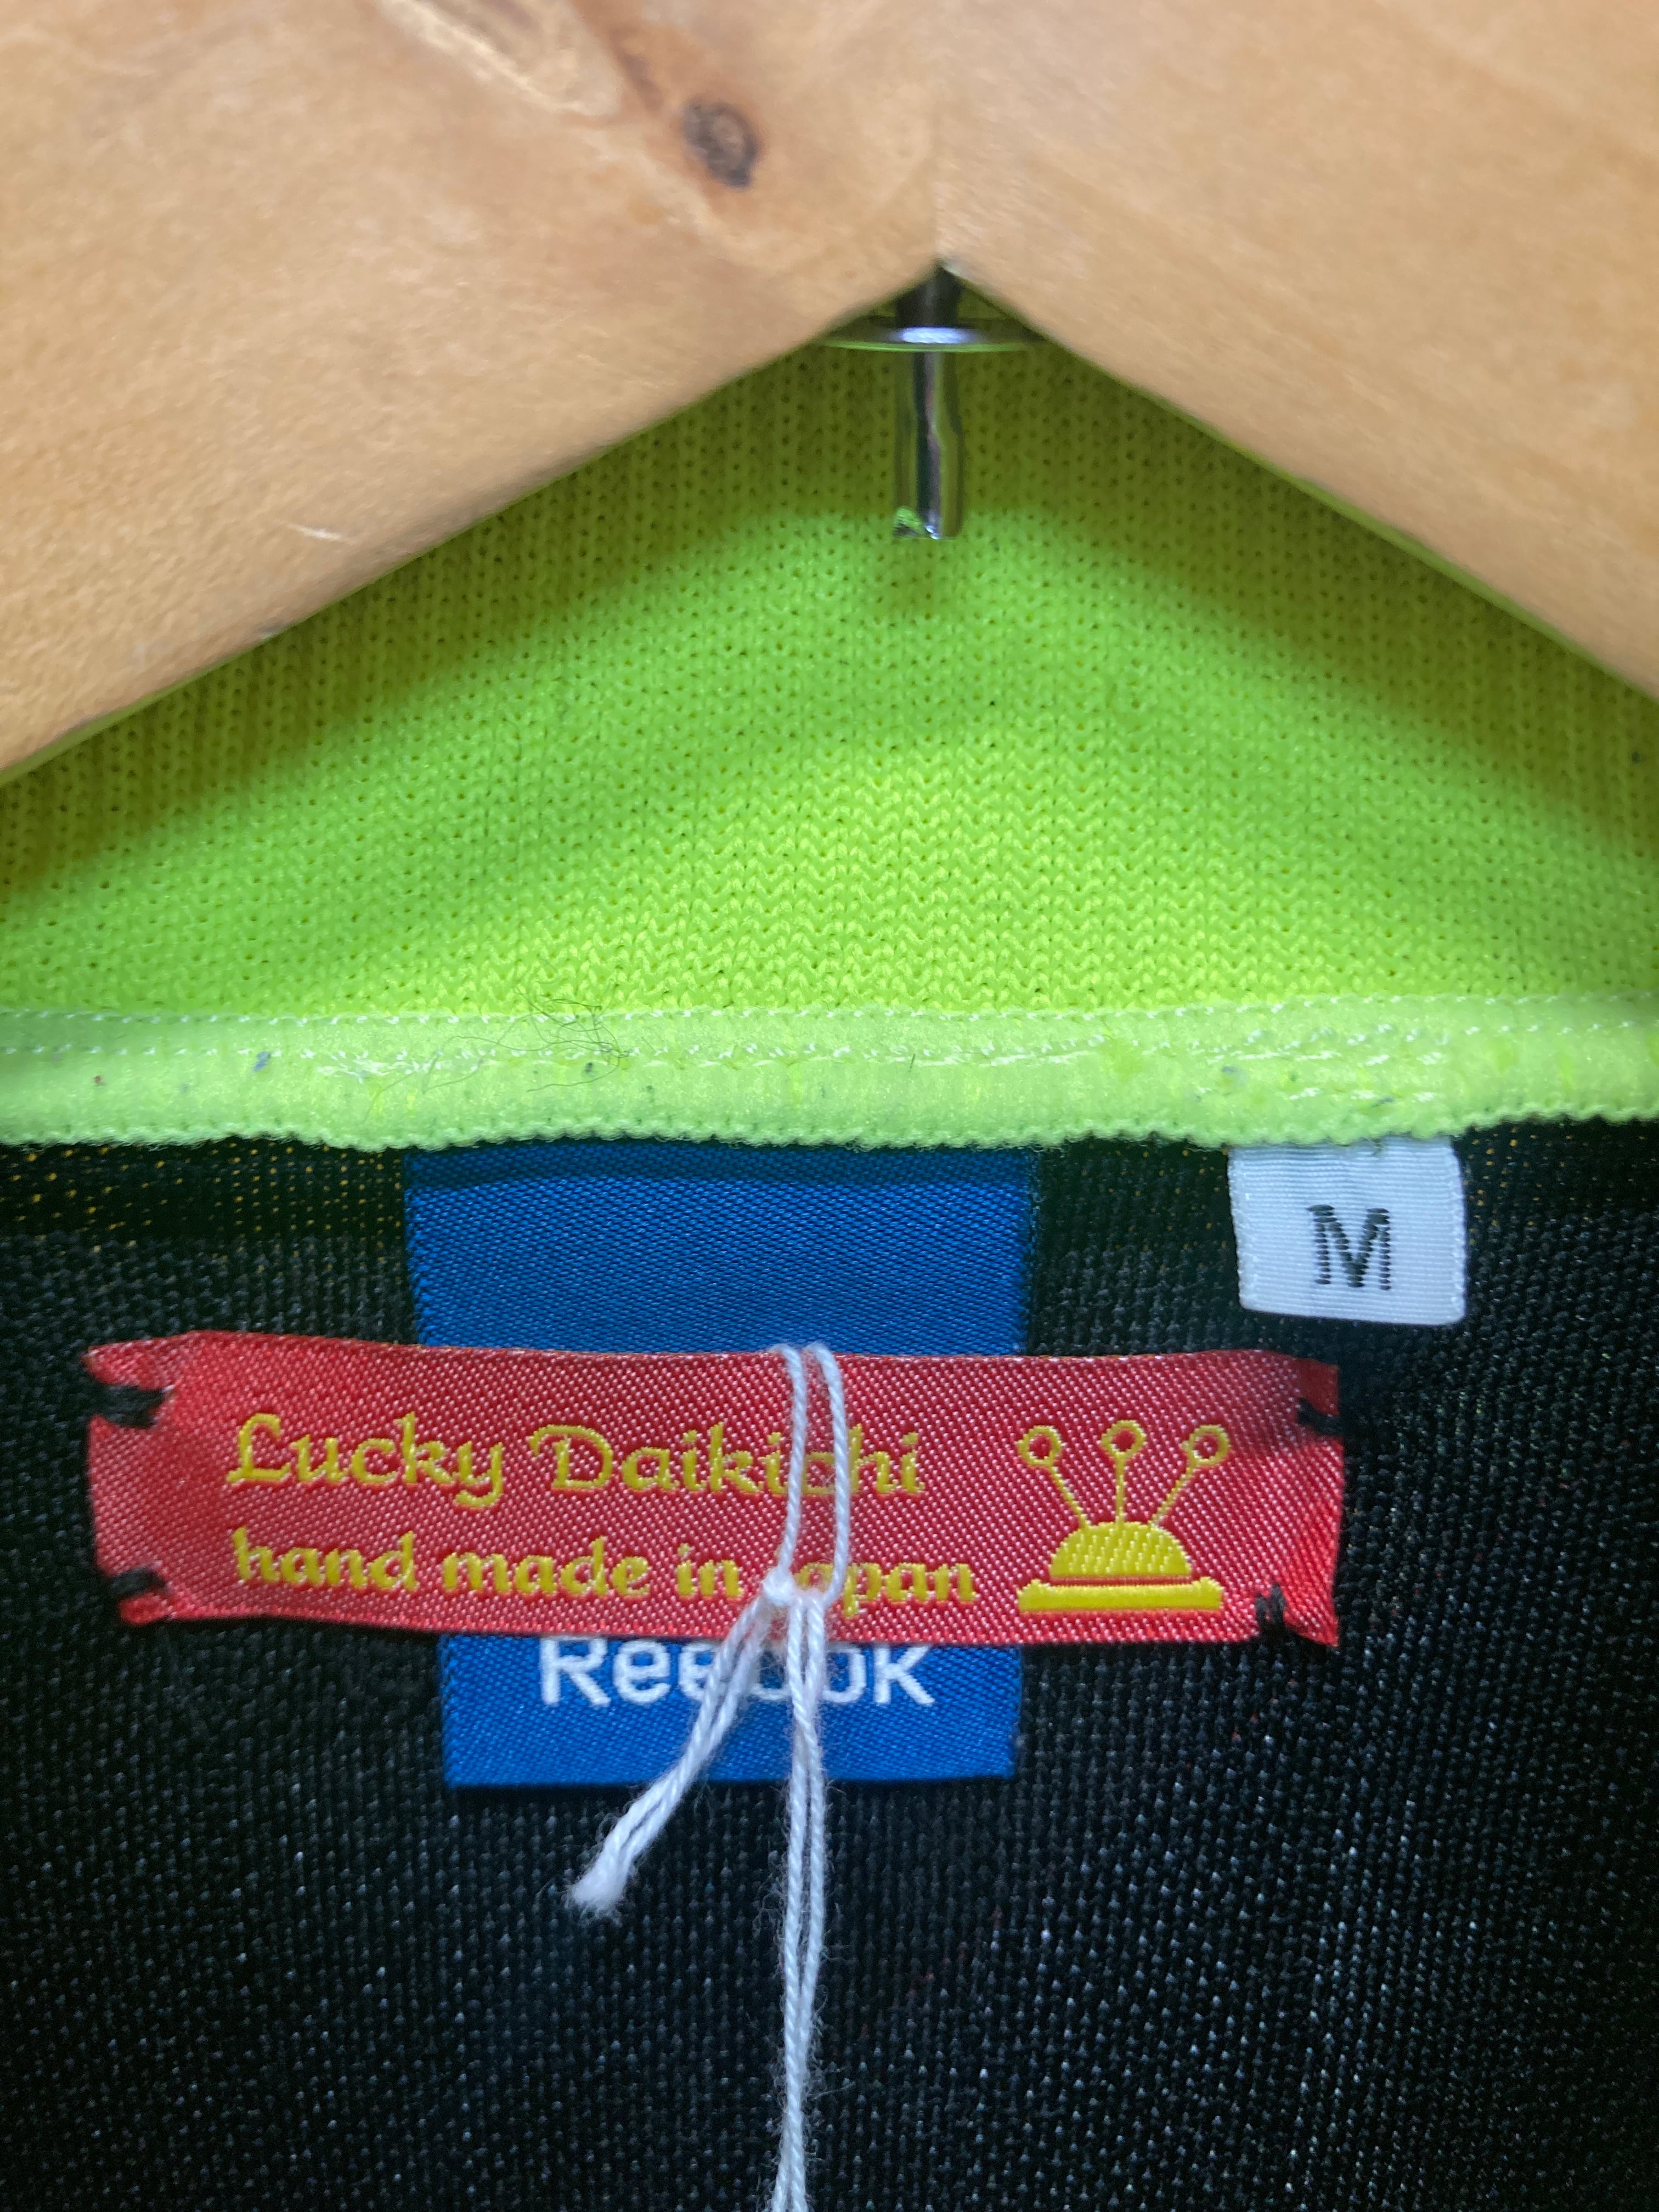 M
Lucky Daikichi
hand made in Japan
Reebok